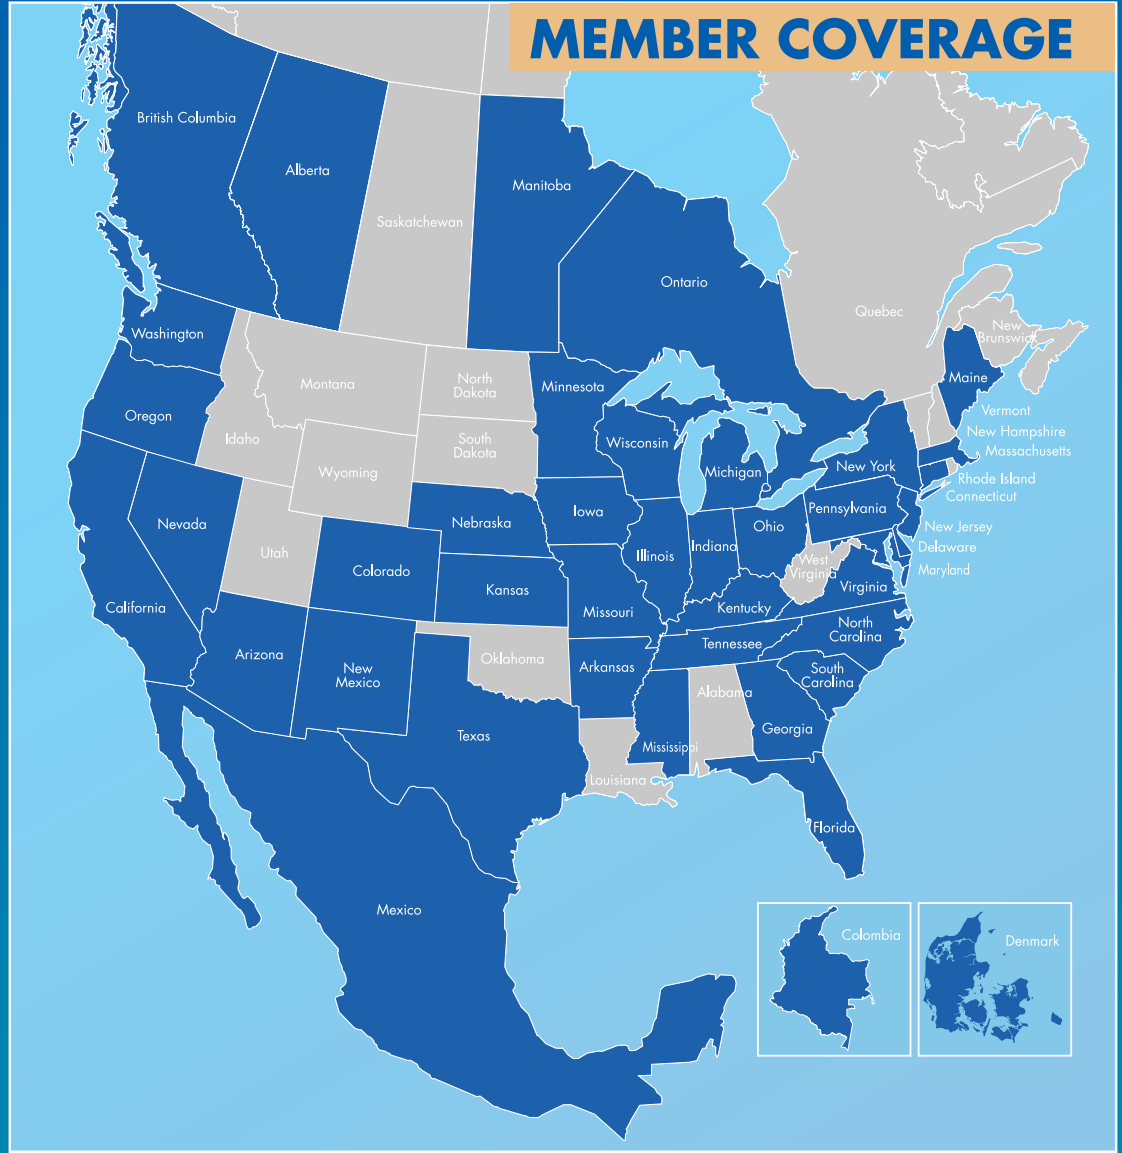 MEMBER COVERAGE
British Columbia
Alberta
Manitoba
Saskatchewan
Ontario
Quebec
New
Brunswick
Washington
Montana
North
Dakota
Minnesota
Maine
Oregon
Idaho
South
Dakota
Wisconsin
Vermont
New Hampshire
Massachusetts
Wyoming
Michigan
New York
Rhode Island
Connecticut
Nevada
Nebraska
Iowa
Pennsylvania
Ohio
New Jersey
Delaware
Maryland
Utah
Colorado
Kansas
Illinois
Indiana
West
Virginia
Virginia
California
Missouri
Kentucky
North
Carolina
Arizona
New
Mexico
Oklahoma
Arkansas
Tennessee
South
Carolina
Alabama
Georgia
Texas
Mississippi
Louisiana
Florida
Mexico
Colombia
Denmark